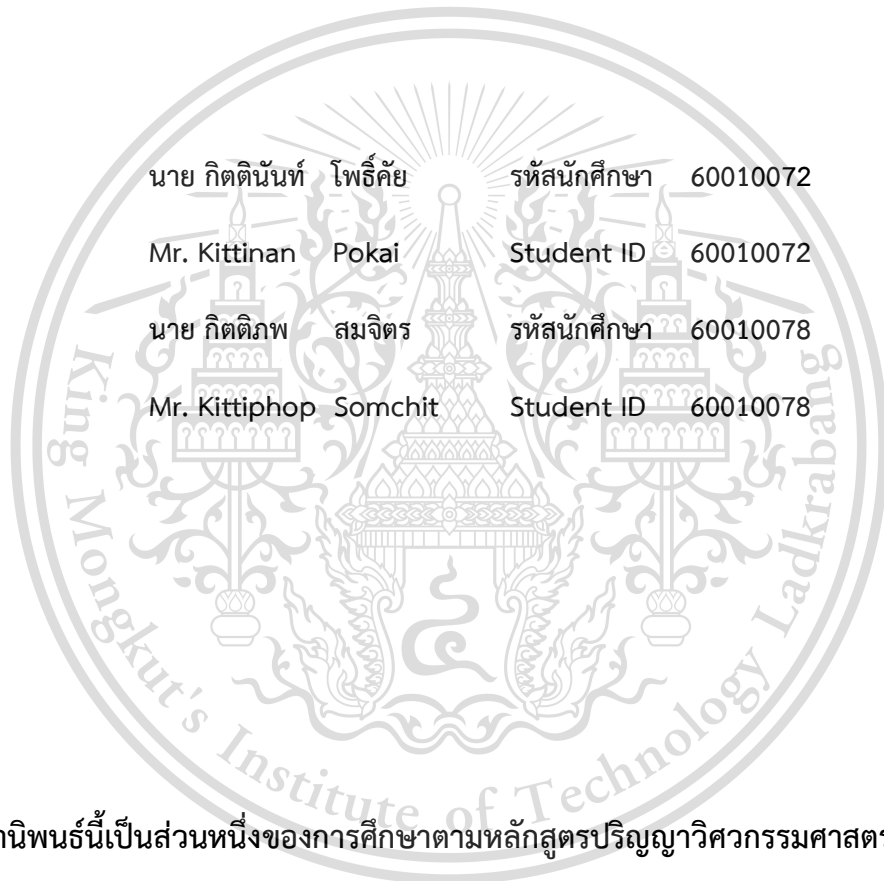 นาย กิตตินันท์ โพธิ์คัย รหัสนักศึกษา 60010072
Mr. Kittinan Pokai Student ID 60010072
นาย กิตติภพ สมจิตร รหัสนักศึกษา 60010078
Mr. Kittiphop Somchit Student ID 60010078
King Mongkut's Institute of Technology Ladkrabang
นิพนธ์นี้เป็นส่วนหนึ่งของการศึกษาตามหลักสูตรปริญญาวิศวกรรมศาสตร